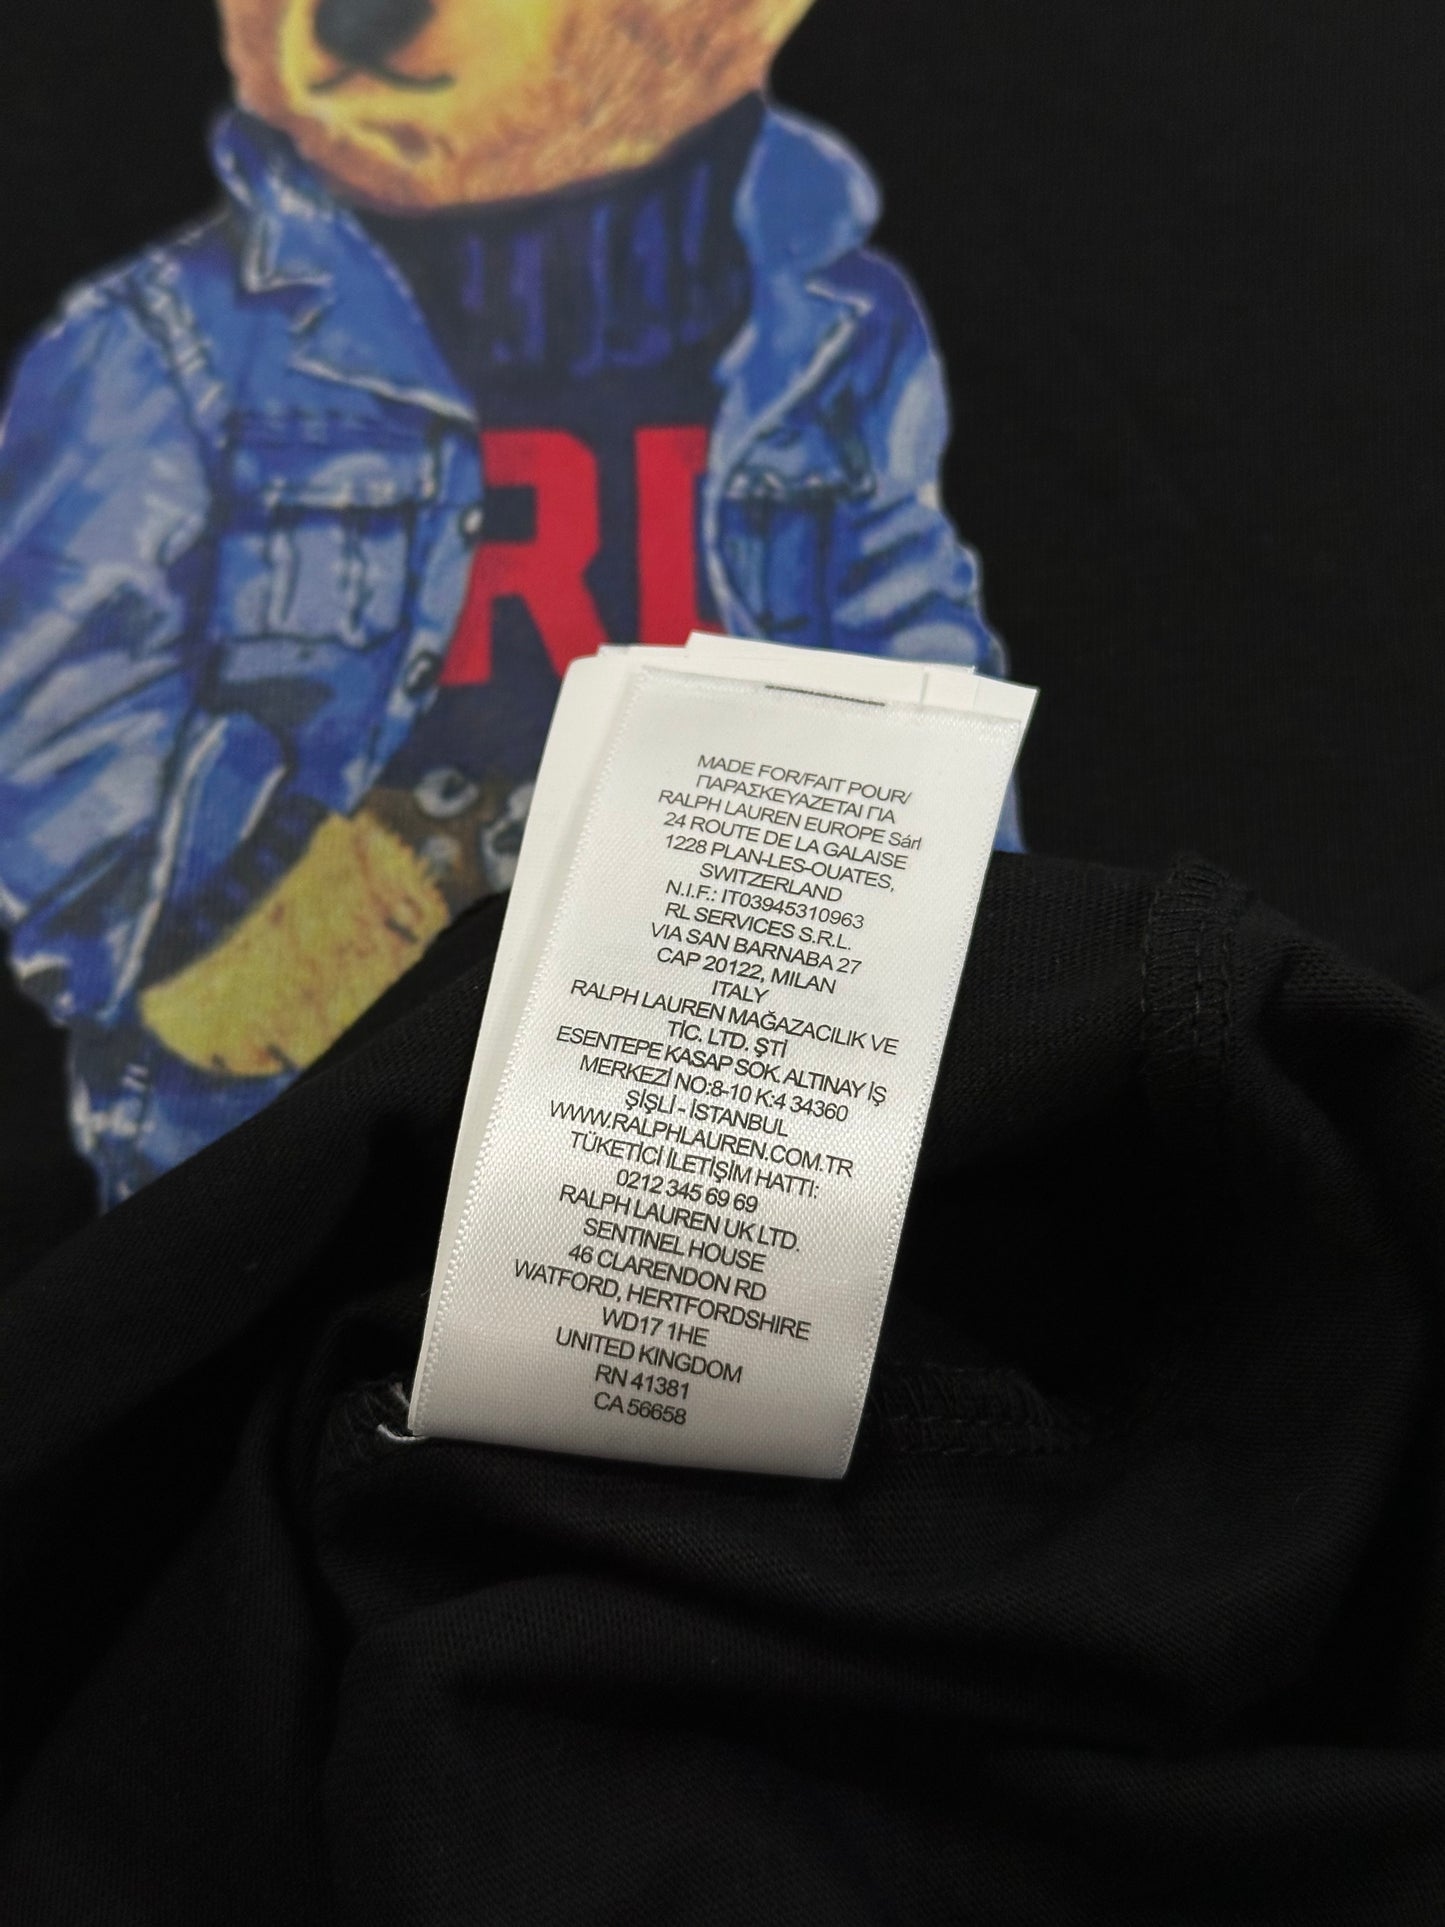 RL
MADE FOR/FAIT POUR/
ΠΑΡΑΣΚΕΥΑΖΕΤΑΙ ΓΙΑ
RALPH LAUREN EUROPE Sárl
24 ROUTE DE LA GALAISE
1228 PLAN-LES-OUATES,
SWITZERLAND
N.I.F.: IT03945310963
RL SERVICES S.R.L.
VIA SAN BARNABA 27
CAP 20122, MILAN
ITALY
RALPH LAUREN MAĞAZACILIK VE
TİC. LTD. ŞTİ
ESENTEPE KASAP SOK. ALTINAY İŞ
MERKEZİ NO:8-10 K:4 34360
ŞİŞLİ - İSTANBUL
WWW.RALPHLAUREN.COM.TR
TÜKETİCİ İLETİŞİM HATTI:
0212 345 69 69
RALPH LAUREN UK LTD.
SENTINEL HOUSE
46 CLARENDON RD
WATFORD, HERTFORDSHIRE
WD17 1HE
UNITED KINGDOM
RN 41381
CA 56658